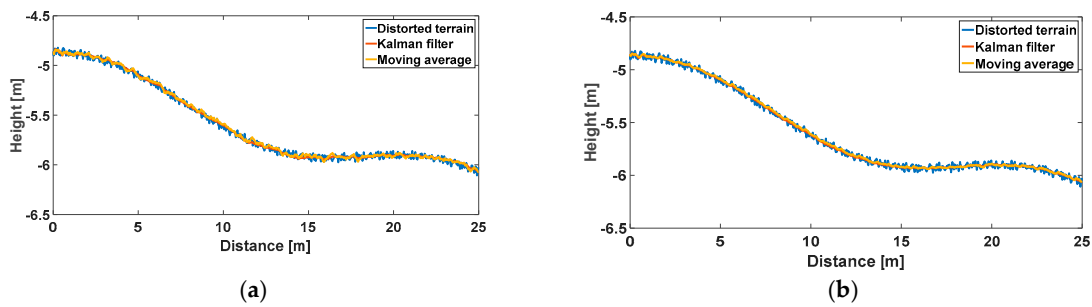 -4.5
Distorted terrain
Kalman filter
Moving average
-5
-5.5
-6
-6.5
Height [m]
0 5 10 15 20 25
Distance [m]
(a)
-4.5
Distorted terrain
Kalman filter
Moving average
-5
-5.5
-6
-6.5
Height [m]
0 5 10 15 20 25
Distance [m]
(b)